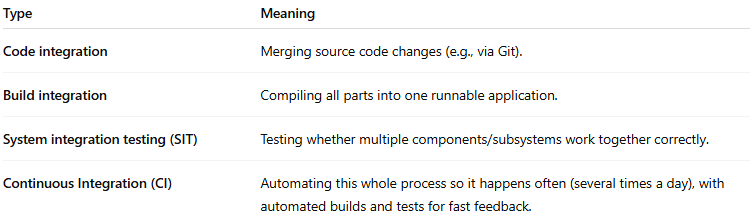 Type Meaning
Code integration Merging source code changes (e.g., via Git).
Build integration Compiling all parts into one runnable application.
System integration testing (SIT) Testing whether multiple components/subsystems work together correctly.
Continuous Integration (CI) Automating this whole process so it happens often (several times a day), with
automated builds and tests for fast feedback.